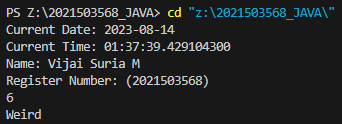 PS Z:\2021503568_JAVA> cd "z:\2021503568_JAVA\"
Current Date: 2023-08-14
Current Time: 01:37:39.429104300
Name: Vijai Suria M
Register Number: (2021503568)
6
Weird